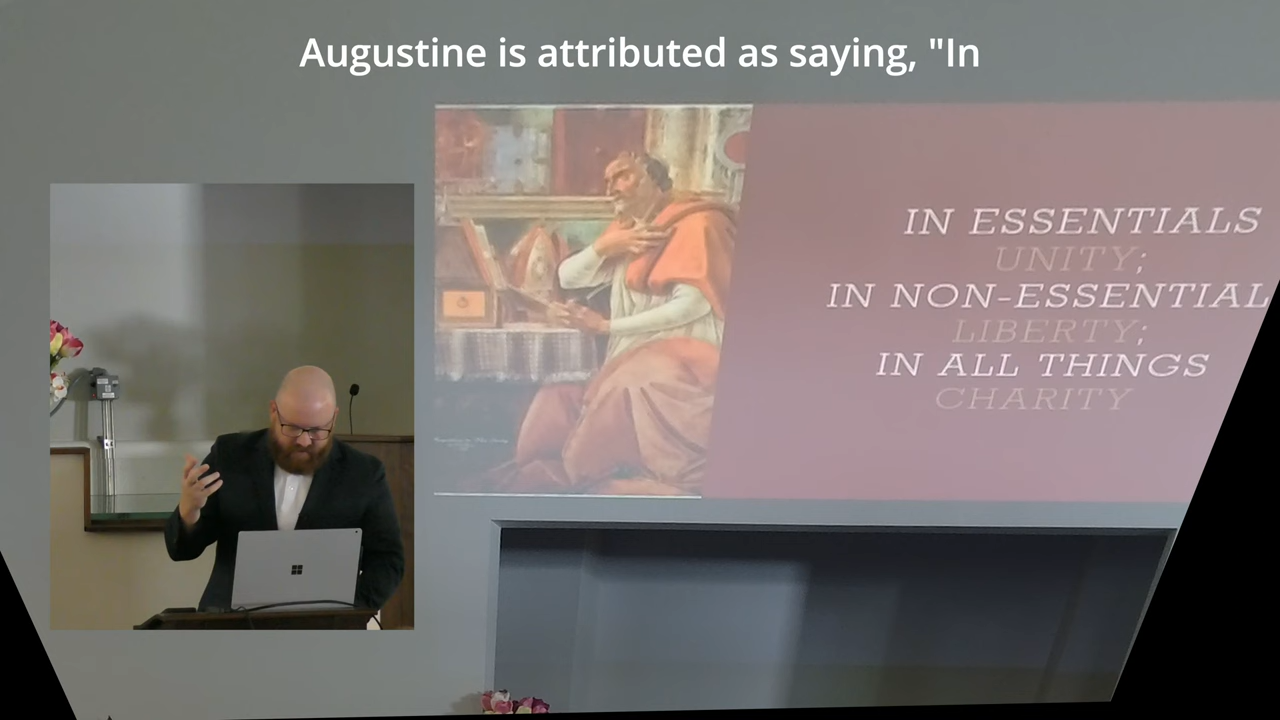 Augustine is attributed as saying, "In
IN ESSENTIALS
UNITY;
IN NON-ESSENTIAL
LIBERTY;
IN ALL THINGS
CHARITY